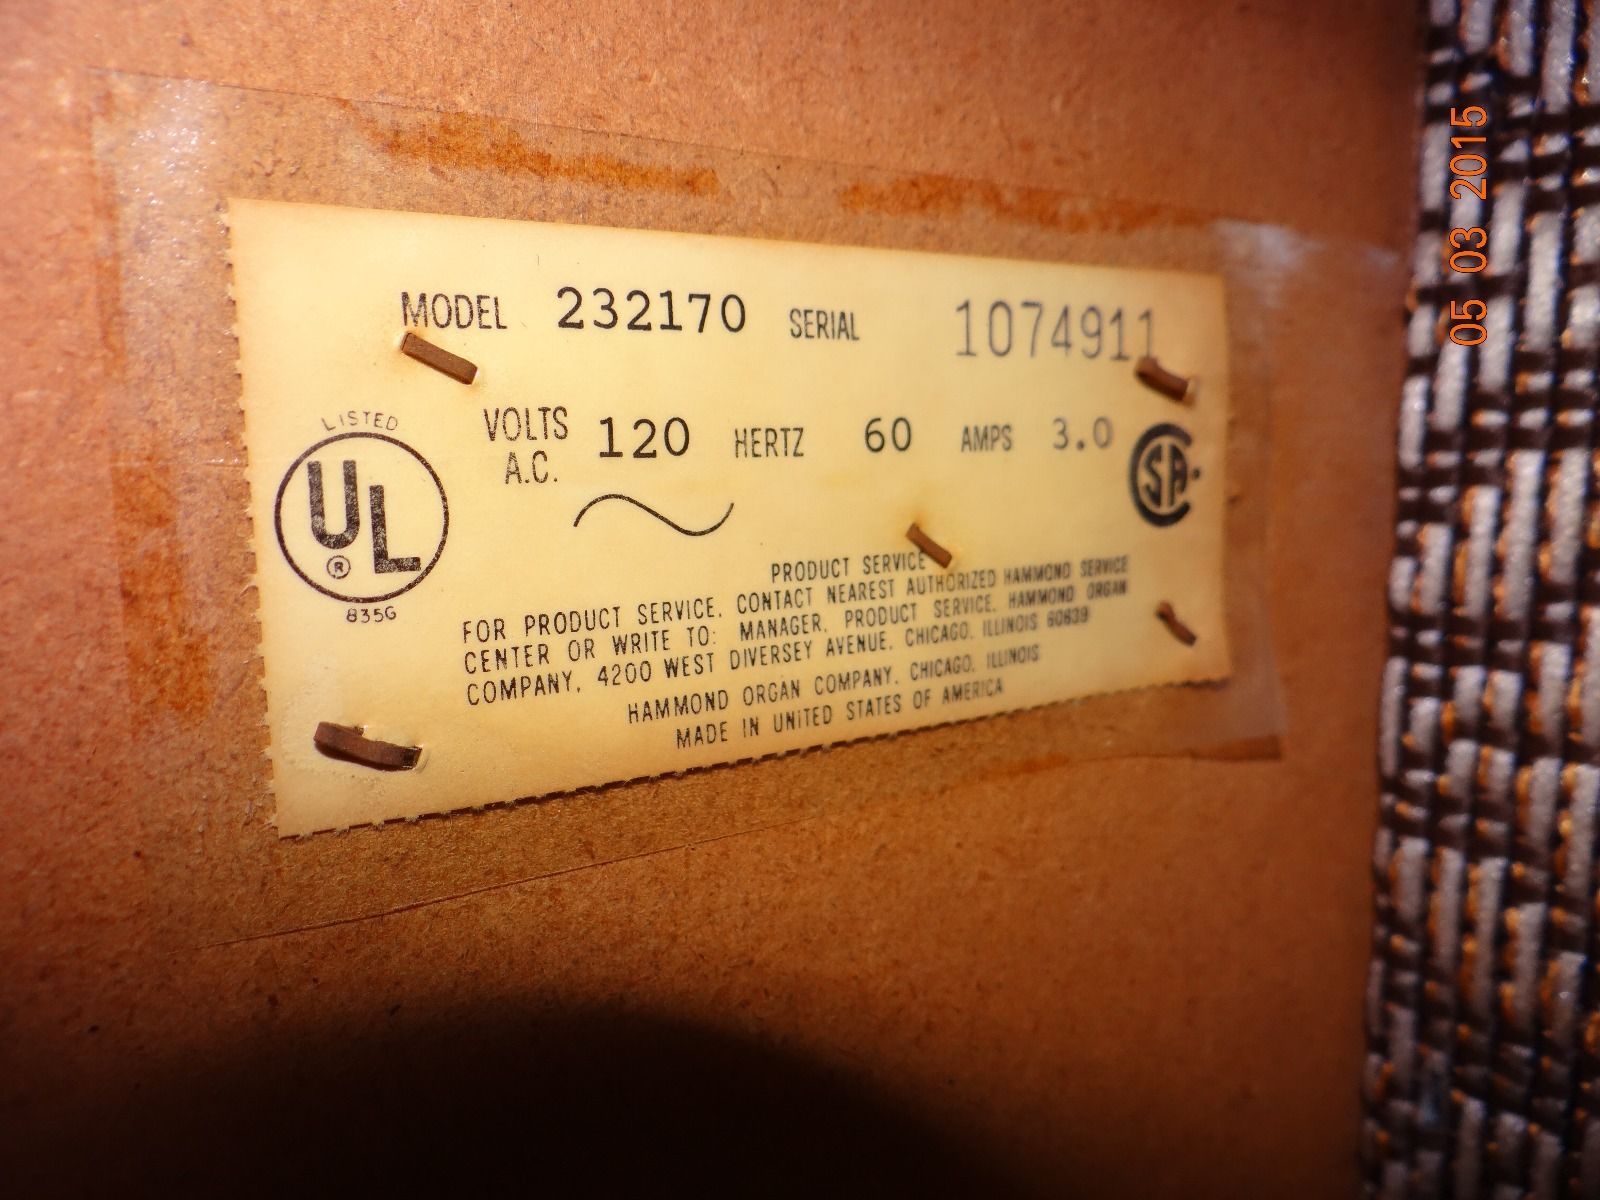 MODEL 232170 SERIAL 1074911
LISTED
UL
®
835G
VOLTS A.C. 120 HERTZ 60 AMPS 3.0
SA
PRODUCT SERVICE
FOR PRODUCT SERVICE, CONTACT NEAREST AUTHORIZED HAMMOND SERVICE
CENTER OR WRITE TO: MANAGER, PRODUCT SERVICE, HAMMOND ORGAN
COMPANY, 4200 WEST DIVERSEY AVENUE, CHICAGO, ILLINOIS 60639
HAMMOND ORGAN COMPANY, CHICAGO, ILLINOIS
MADE IN UNITED STATES OF AMERICA
05 03 2015